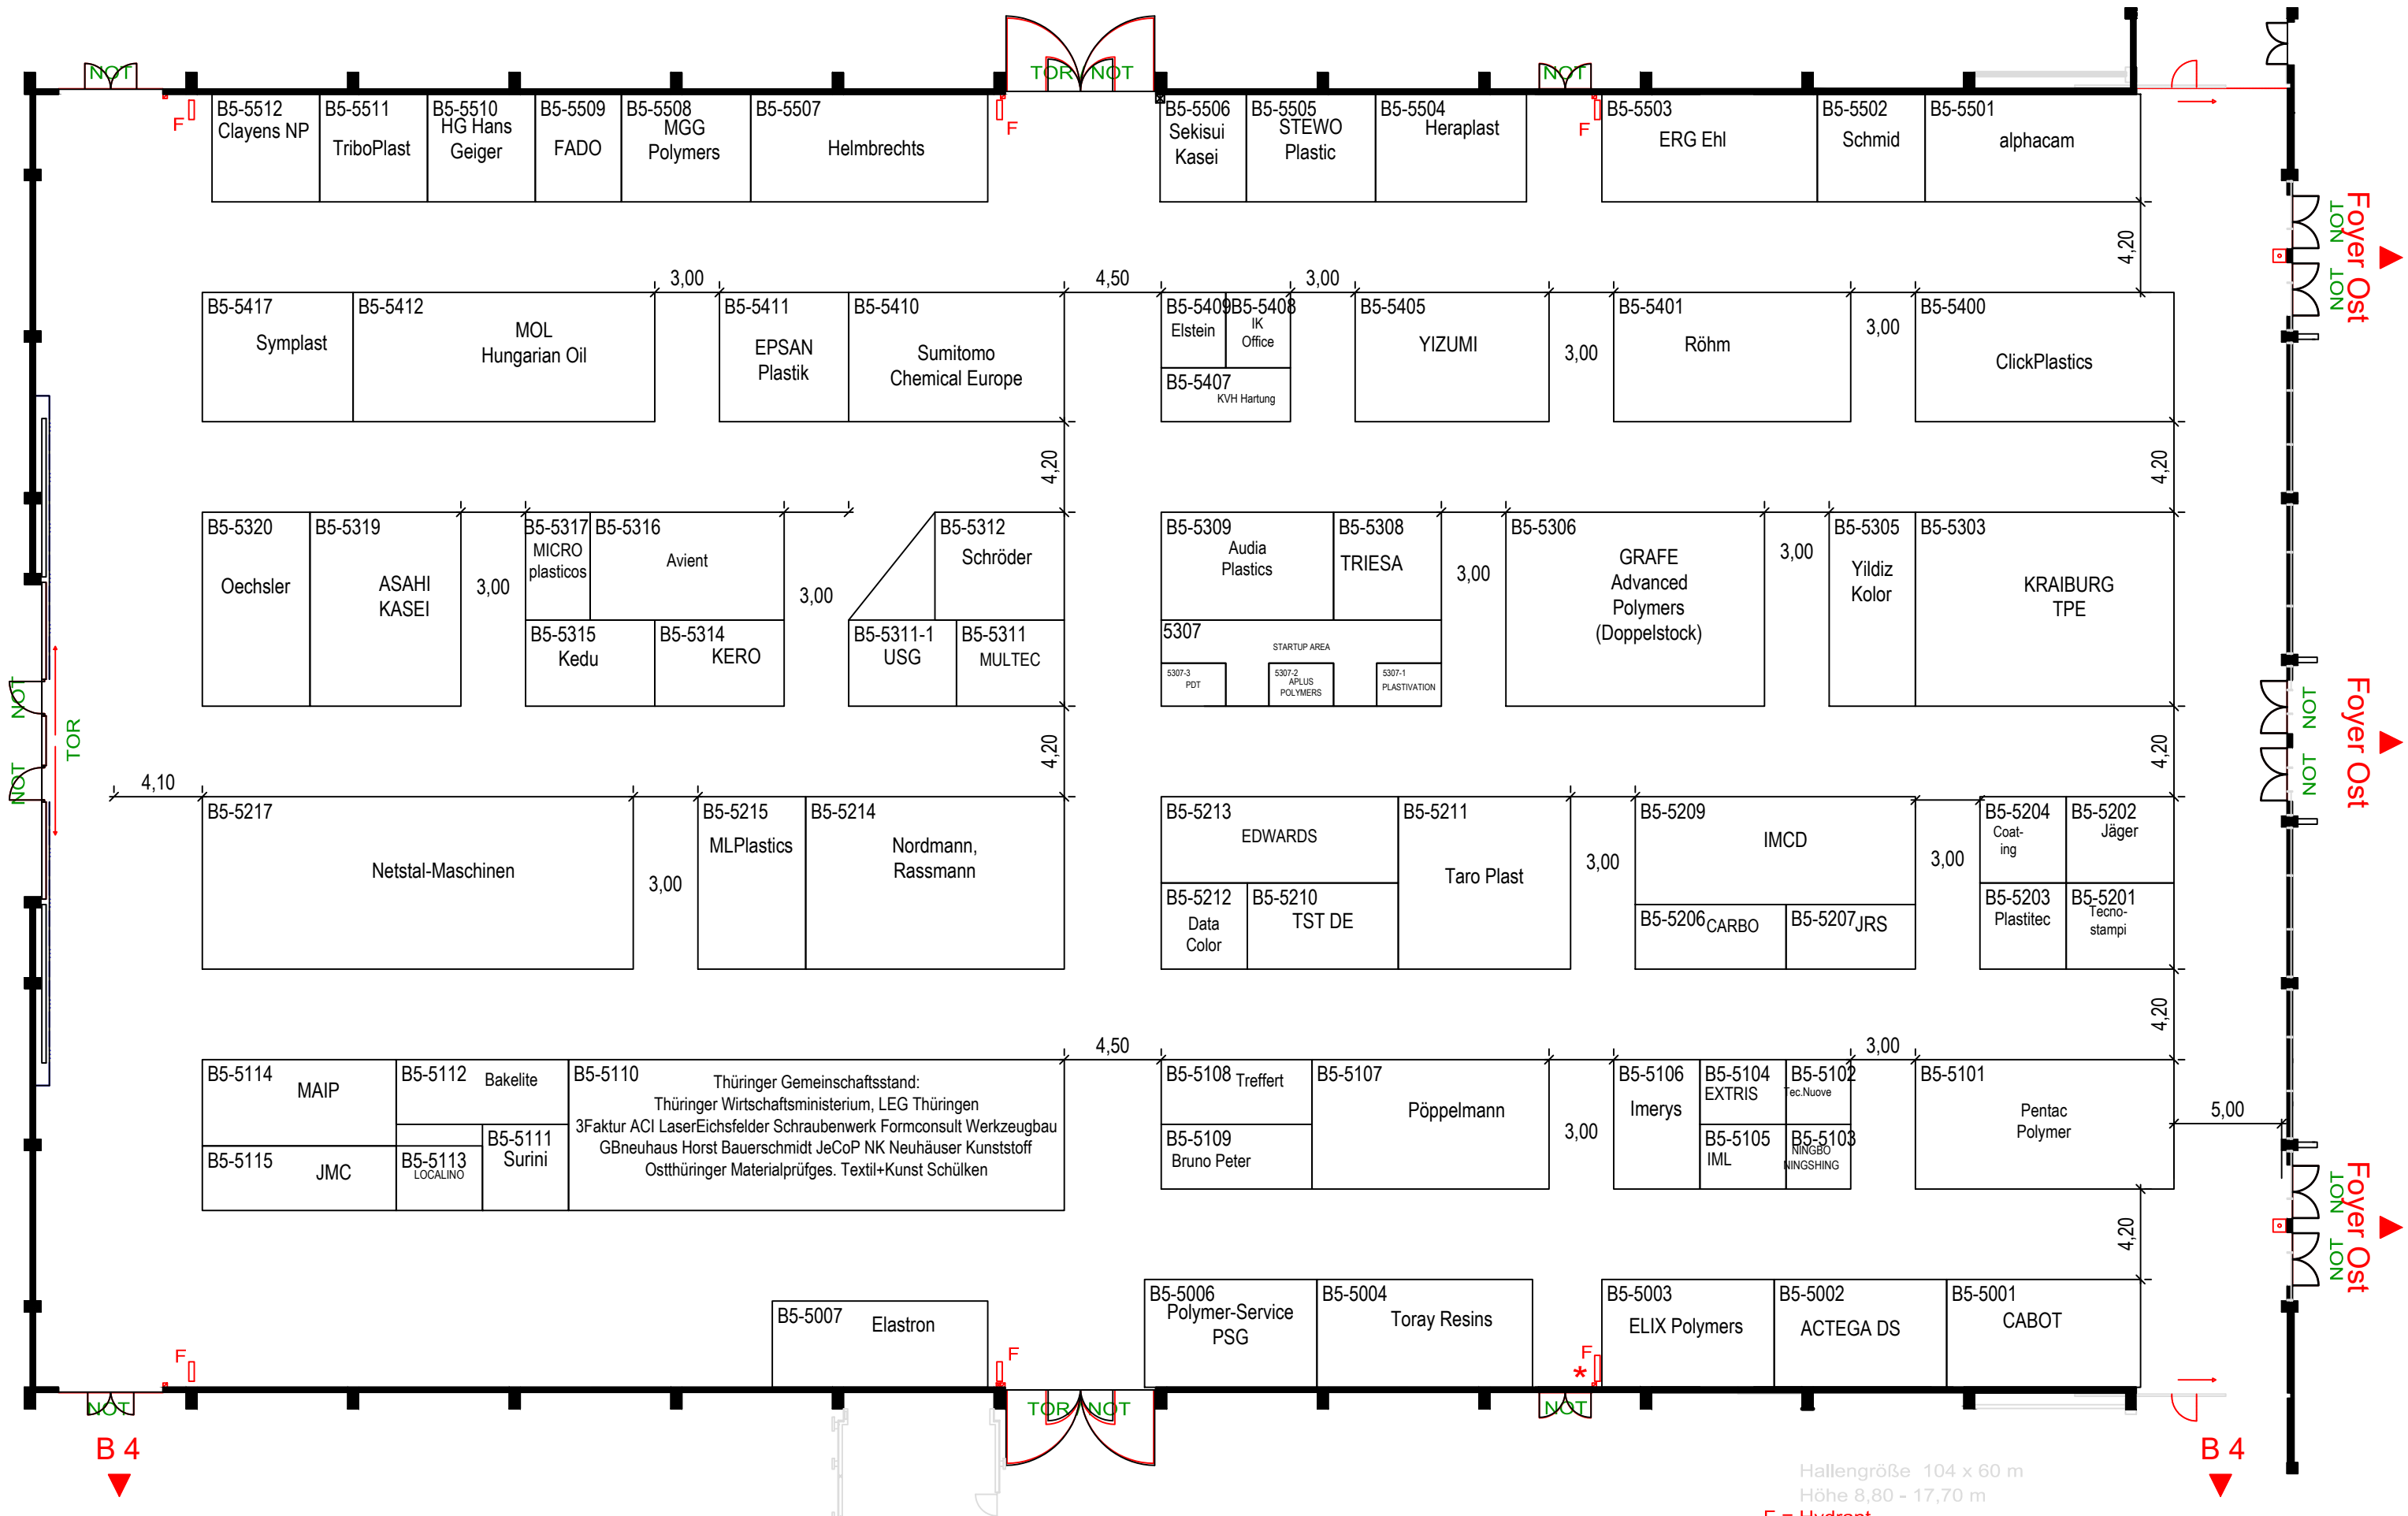 NOT
TOR NOT
NOT
F
F
F
B5-5512
Clayens NP
B5-5511
TriboPlast
B5-5510
HG Hans
Geiger
B5-5509
FADO
B5-5508
MGG
Polymers
B5-5507
Helmbrechts
B5-5506
Sekisui
Kasei
B5-5505
STEWO
Plastic
B5-5504
Heraplast
B5-5503
ERG Ehl
B5-5502
Schmid
B5-5501
alphacam
4,20
Foyer Ost
NOT
NOT
3,00
4,50
3,00
B5-5417
Symplast
B5-5412
MOL
Hungarian Oil
B5-5411
EPSAN
Plastik
B5-5410
Sumitomo
Chemical Europe
B5-5409
Elstein
B5-5408
IK
Office
B5-5407
KVH Hartung
B5-5405
YIZUMI
3,00
B5-5401
Röhm
3,00
B5-5400
ClickPlastics
4,20
4,20
B5-5320
Oechsler
B5-5319
ASAHI
KASEI
3,00
B5-5317
MICRO
plasticos
B5-5316
Avient
B5-5315
Kedu
B5-5314
KERO
3,00
B5-5312
Schröder
B5-5311-1
USG
B5-5311
MULTEC
B5-5309
Audia
Plastics
B5-5308
TRIESA
5307
STARTUP AREA
5307-3
PDT
5307-2
APLUS
POLYMERS
5307-1
PLASTIVATION
3,00
B5-5306
GRAFE
Advanced
Polymers
(Doppelstock)
3,00
B5-5305
Yildiz
Kolor
B5-5303
KRAIBURG
TPE
NOT
NOT
TOR
4,20
4,20
NOT
NOT
Foyer Ost
4,10
B5-5217
Netstal-Maschinen
3,00
B5-5215
MLPlastics
B5-5214
Nordmann,
Rassmann
B5-5213
EDWARDS
B5-5212
Data
Color
B5-5210
TST DE
B5-5211
Taro Plast
3,00
B5-5209
IMCD
B5-5206 CARBO
B5-5207 JRS
3,00
B5-5204
Coat-
ing
B5-5202
Jäger
B5-5203
Plastitec
B5-5201
Tecno-
stampi
4,20
4,50
3,00
B5-5114
MAIP
B5-5115
JMC
B5-5112 Bakelite
B5-5113
LOCALINO
B5-5111
Surini
B5-5110
Thüringer Gemeinschaftsstand:
Thüringer Wirtschaftsministerium, LEG Thüringen
3Faktur ACI LaserEichsfelder Schraubenwerk Formconsult Werkzeugbau
GBneuhaus Horst Bauerschmidt JeCoP NK Neuhäuser Kunststoff
Ostthüringer Materialprüfges. Textil+Kunst Schülken
B5-5108 Treffert
B5-5109
Bruno Peter
B5-5107
Pöppelmann
3,00
B5-5106
Imerys
B5-5104
EXTRIS
B5-5102
Tec.Nuove
B5-5105
IML
B5-5103
NINGBO
NINGSHING
B5-5101
Pentac
Polymer
5,00
4,20
NOT
NOT
Foyer Ost
B5-5007
Elastron
B5-5006
Polymer-Service
PSG
B5-5004
Toray Resins
B5-5003
ELIX Polymers
B5-5002
ACTEGA DS
B5-5001
CABOT
F
F
F
*
NOT
TOR NOT
NOT
B 4
B 4
Hallengröße 104 x 60 m
Höhe 8,80 - 17,70 m
F = Hydrant